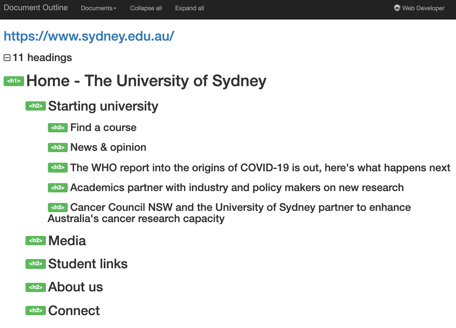 Document Outline Documents Collapse all Expand all Web Developer
https://www.sydney.edu.au/
11 headings
<h1> Home - The University of Sydney
<h2> Starting university
<h3> Find a course
<h3> News & opinion
<h3> The WHO report into the origins of COVID-19 is out, here's what happens next
<h3> Academics partner with industry and policy makers on new research
<h3> Cancer Council NSW and the University of Sydney partner to enhance
Australia's cancer research capacity
<h2> Media
<h2> Student links
<h2> About us
<h2> Connect